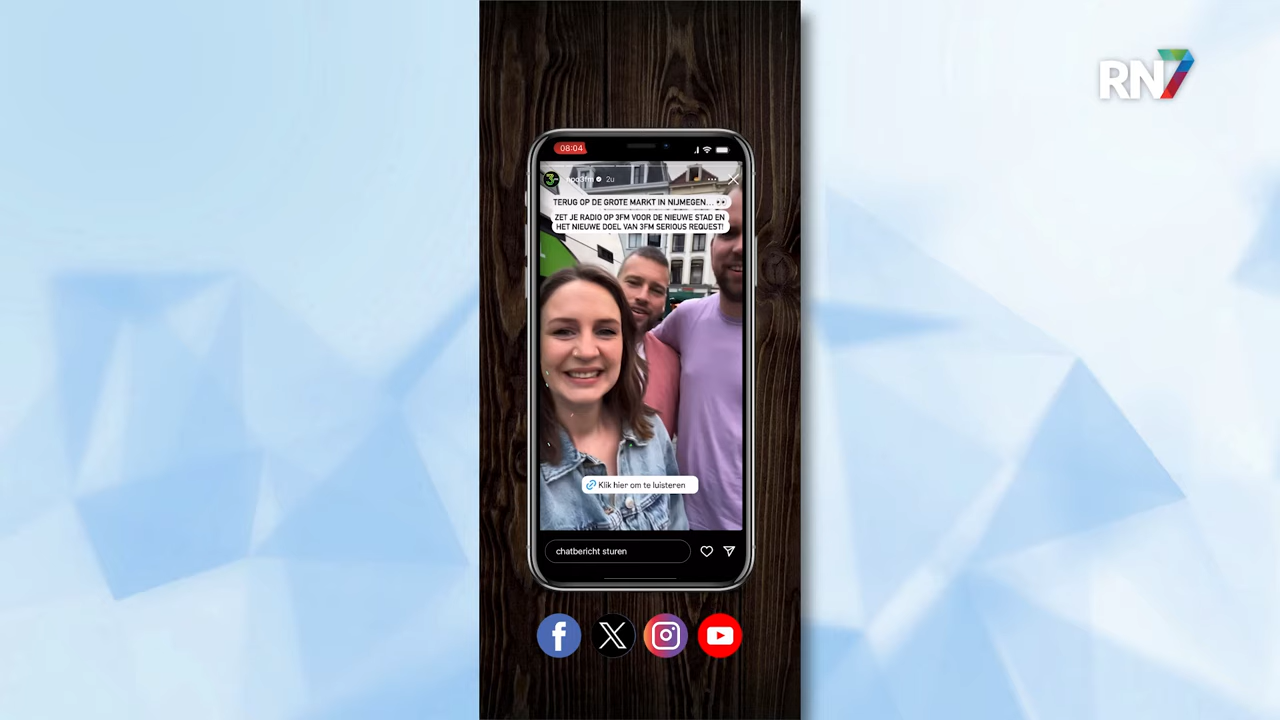 RN7
08:04
npo3fm 2u
TERUG OP DE GROTE MARKT IN NIJMEGEN...👀
ZET JE RADIO OP 3FM VOOR DE NIEUWE STAD EN
HET NIEUWE DOEL VAN 3FM SERIOUS REQUEST!
Klik hier om te luisteren
chatbericht sturen